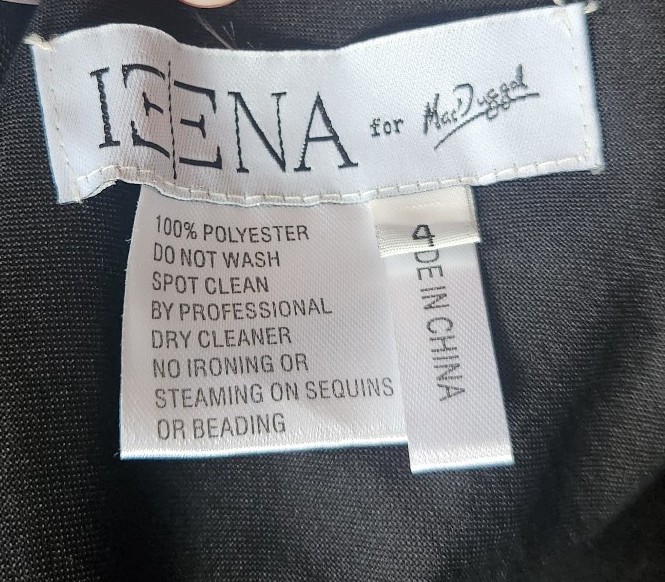 IEENA for Mac Duggal
100% POLYESTER
DO NOT WASH
SPOT CLEAN
BY PROFESSIONAL
DRY CLEANER
NO IRONING OR
STEAMING ON SEQUINS
OR BEADING
4
DE IN CHINA